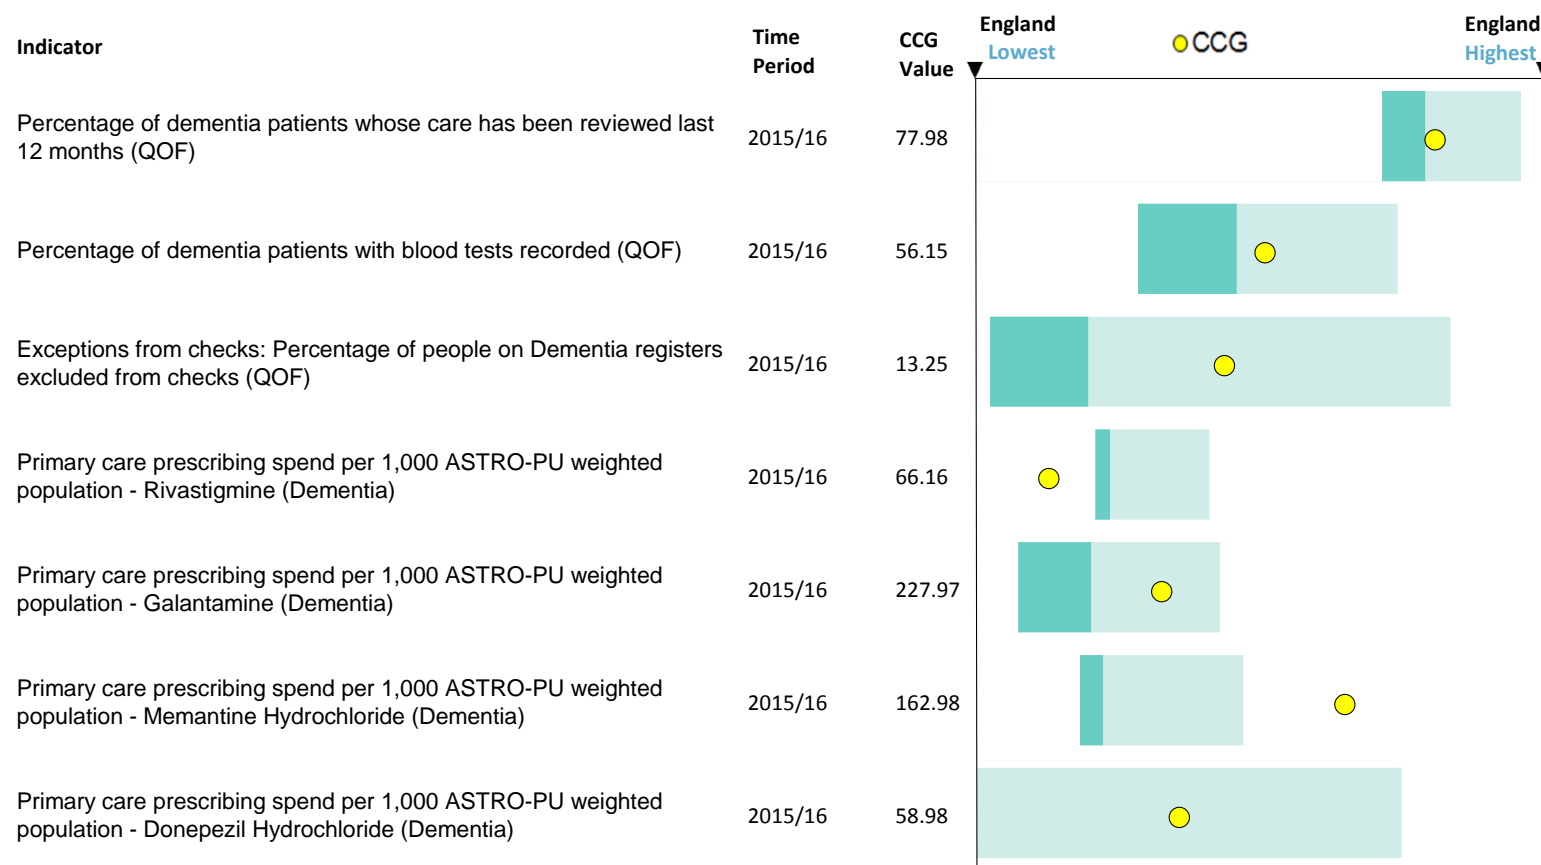 Indicator
Time
Period
CCG
Value
England
Lowest
CCG
England
Highest
Percentage of dementia patients whose care has been reviewed last
12 months (QOF)
2015/16
77.98
Percentage of dementia patients with blood tests recorded (QOF)
2015/16
56.15
Exceptions from checks: Percentage of people on Dementia registers
excluded from checks (QOF)
2015/16
13.25
Primary care prescribing spend per 1,000 ASTRO-PU weighted
population - Rivastigmine (Dementia)
2015/16
66.16
Primary care prescribing spend per 1,000 ASTRO-PU weighted
population - Galantamine (Dementia)
2015/16
227.97
Primary care prescribing spend per 1,000 ASTRO-PU weighted
population - Memantine Hydrochloride (Dementia)
2015/16
162.98
Primary care prescribing spend per 1,000 ASTRO-PU weighted
population - Donepezil Hydrochloride (Dementia)
2015/16
58.98